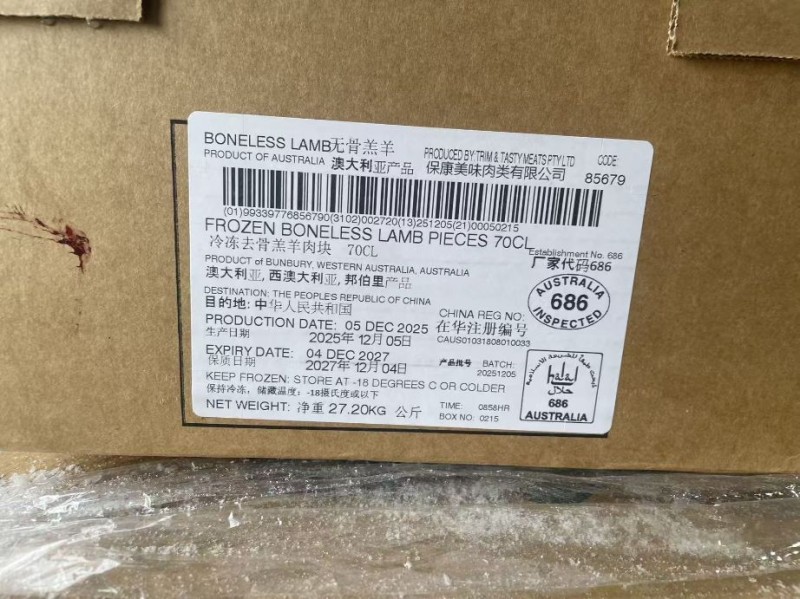 BONELESS LAMB无骨羔羊
PRODUCT OF AUSTRALIA 澳大利亚产品
PRODUCED BY:TRIM & TASTY MEATS PTY LTD
保康美味肉类有限公司
CODE:
85679
(01)99339776856790(3102)002720(13)251205(21)00050215
FROZEN BONELESS LAMB PIECES 70CL
冷冻去骨羔羊肉块 70CL
Establishment No. 686
厂家代码686
PRODUCT of BUNBURY, WESTERN AUSTRALIA, AUSTRALIA
澳大利亚, 西澳大利亚, 邦伯里产品
DESTINATION: THE PEOPLES REPUBLIC OF CHINA
目的地: 中华人民共和国
AUSTRALIA
686
INSPECTED
CHINA REG NO:
在华注册编号
CAUS01031808010033
PRODUCTION DATE: 05 DEC 2025
生产日期 2025年12月05日
EXPIRY DATE: 04 DEC 2027
保质日期 2027年12月04日
产品批号 BATCH:
20251205
KEEP FROZEN: STORE AT -18 DEGREES C OR COLDER
保持冷冻, 储藏温度: -18摄氏度或以下
NET WEIGHT: 净重 27.20KG 公斤
TIME: 0858HR
BOX NO: 0215
halal
حلال
686
AUSTRALIA